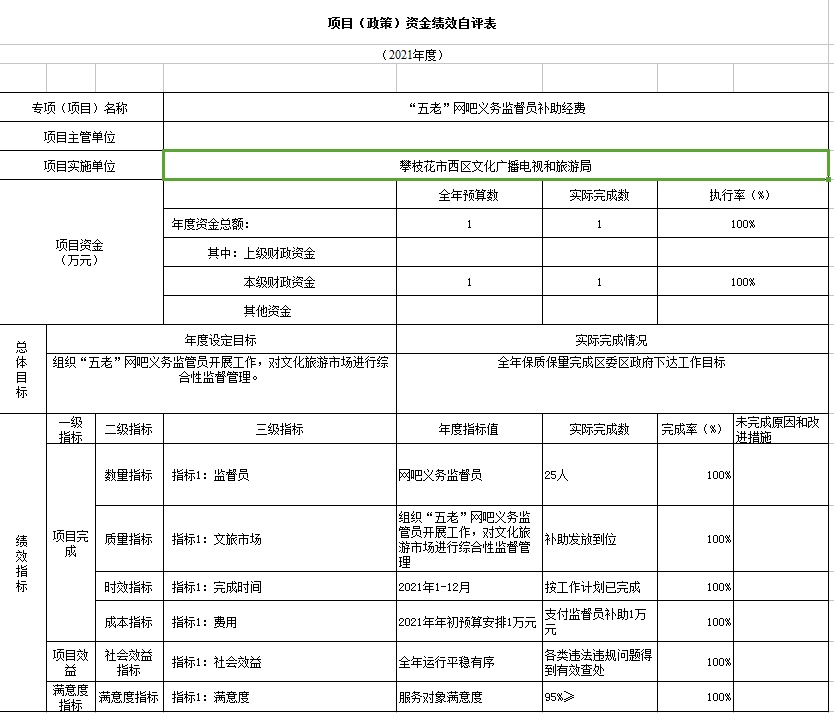 项目（政策）资金绩效自评表
（2021年度）
专项（项目）名称
“五老”网吧义务监督员补助经费
项目主管单位
项目实施单位
攀枝花市西区文化广播电视和旅游局
项目资金
（万元）
全年预算数
实际完成数
执行率（%）
年度资金总额：
1
1
100%
其中：上级财政资金
本级财政资金
1
1
100%
其他资金
总体目标
年度设定目标
实际完成情况
组织“五老”网吧义务监管员开展工作，对文化旅游市场进行综
合性监督管理。
全年保质保量完成区委区政府下达工作目标
绩效指标
一级
指标
二级指标
三级指标
年度指标值
实际完成数
完成率（%）
未完成原因和改
进措施
项目完
成
数量指标
指标1：监督员
网吧义务监督员
25人
100%
质量指标
指标1：文旅市场
组织“五老”网吧义务监
管员开展工作，对文化旅
游市场进行综合性监督管
理
补助发放到位
100%
时效指标
指标1：完成时间
2021年1-12月
按工作计划已完成
100%
成本指标
指标1：费用
2021年年初预算安排1万元
支付监督员补助1万
元
100%
项目效
益
社会效益
指标
指标1：社会效益
全年运行平稳有序
各类违法违规问题得
到有效查处
100%
满意度
指标
满意度指标
指标1：满意度
服务对象满意度
95%≥
100%